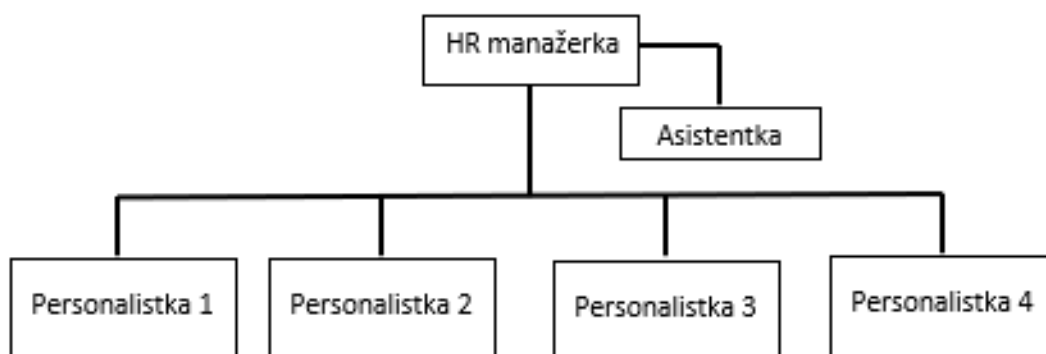 HR manažerka
Asistentka
Personalistka 1
Personalistka 2
Personalistka 3
Personalistka 4